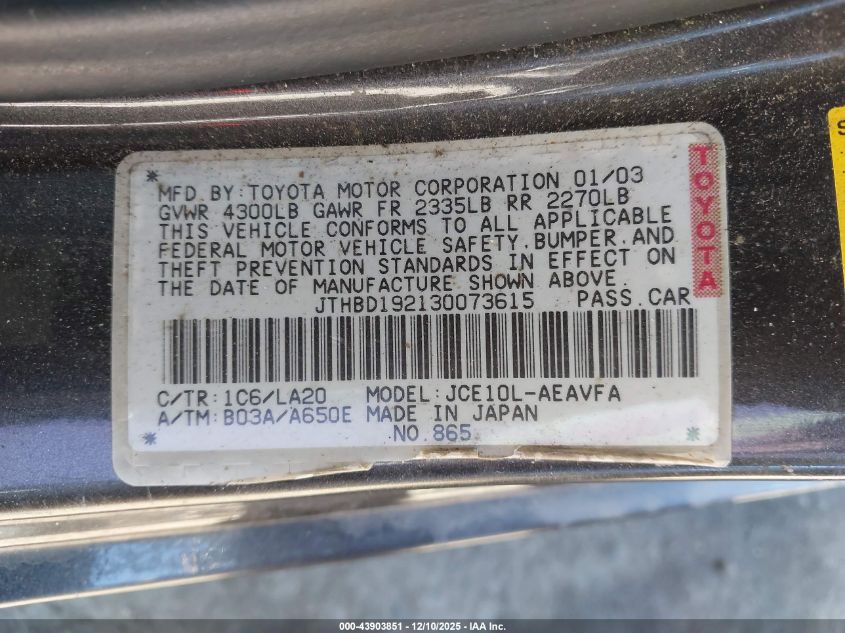 MFD.BY:TOYOTA MOTOR CORPORATION 01/03
GVWR 4300LB GAWR FR 2335LB RR 2270LB
THIS VEHICLE CONFORMS TO ALL APPLICABLE
FEDERAL MOTOR VEHICLE SAFETY.BUMPER.AND
THEFT PREVENTION STANDARDS IN EFFECT ON
THE DATE OF MANUFACTURE SHOWN ABOVE.
JTHBD192130073615 PASS.CAR
TOYOTA
C/TR:1C6/LA20 MODEL:JCE10L-AEAVFA
A/TM:B03A/A650E MADE IN JAPAN
NO.865
000-43903851 - 12/10/2025 - IAA Inc.